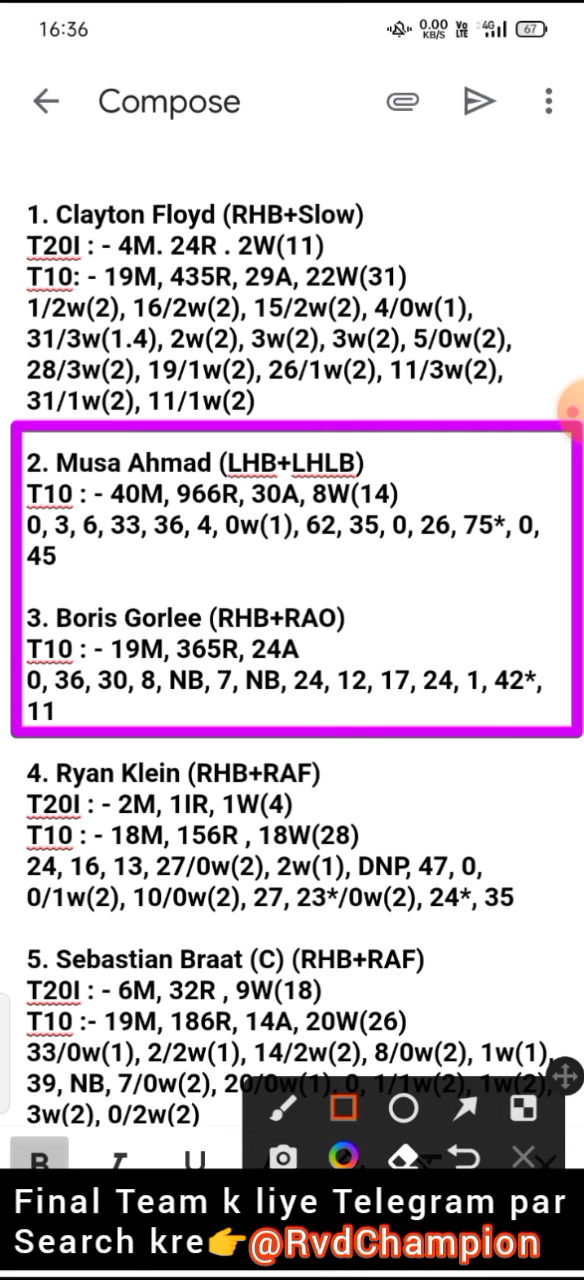 16:36
0.00 KB/S Vo LTE 4G 67
Compose
1. Clayton Floyd (RHB+Slow)
T20I : - 4M. 24R . 2W(11)
T10: - 19M, 435R, 29A, 22W(31)
1/2w(2), 16/2w(2), 15/2w(2), 4/0w(1),
31/3w(1.4), 2w(2), 3w(2), 3w(2), 5/0w(2),
28/3w(2), 19/1w(2), 26/1w(2), 11/3w(2),
31/1w(2), 11/1w(2)
2. Musa Ahmad (LHB+LHLB)
T10 : - 40M, 966R, 30A, 8W(14)
0, 3, 6, 33, 36, 4, 0w(1), 62, 35, 0, 26, 75*, 0,
45
3. Boris Gorlee (RHB+RAO)
T10 : - 19M, 365R, 24A
0, 36, 30, 8, NB, 7, NB, 24, 12, 17, 24, 1, 42*,
11
4. Ryan Klein (RHB+RAF)
T20I : - 2M, 1IR, 1W(4)
T10 : - 18M, 156R , 18W(28)
24, 16, 13, 27/0w(2), 2w(1), DNP, 47, 0,
0/1w(2), 10/0w(2), 27, 23*/0w(2), 24*, 35
5. Sebastian Braat (C) (RHB+RAF)
T20I : - 6M, 32R , 9W(18)
T10 :- 19M, 186R, 14A, 20W(26)
33/0w(1), 2/2w(1), 14/2w(2), 8/0w(2), 1w(1),
39, NB, 7/0w(2), 20/0w(1), 0, 1/1w(2), 1w(2),
3w(2), 0/2w(2)
B I U
Final Team k liye Telegram par
Search kre👉@RvdChampion